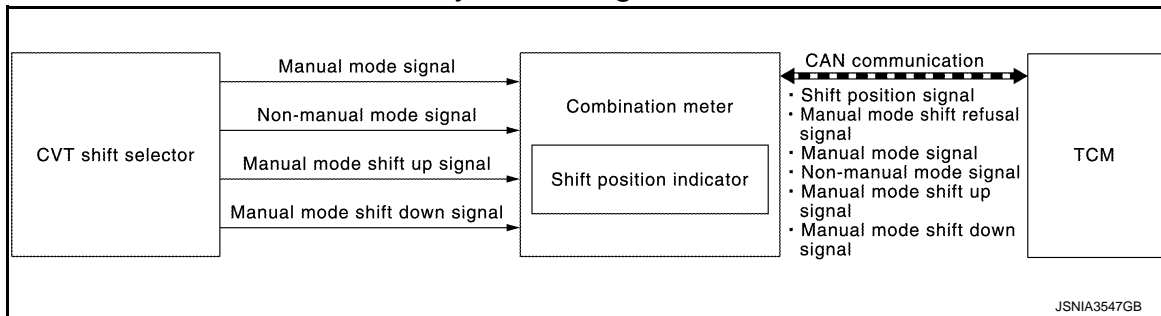 CVT shift selector
Manual mode signal
Non-manual mode signal
Manual mode shift up signal
Manual mode shift down signal
Combination meter
Shift position indicator
CAN communication
· Shift position signal
· Manual mode shift refusal
signal
· Manual mode signal
· Non-manual mode signal
· Manual mode shift up
signal
· Manual mode shift down
signal
TCM
JSNIA3547GB